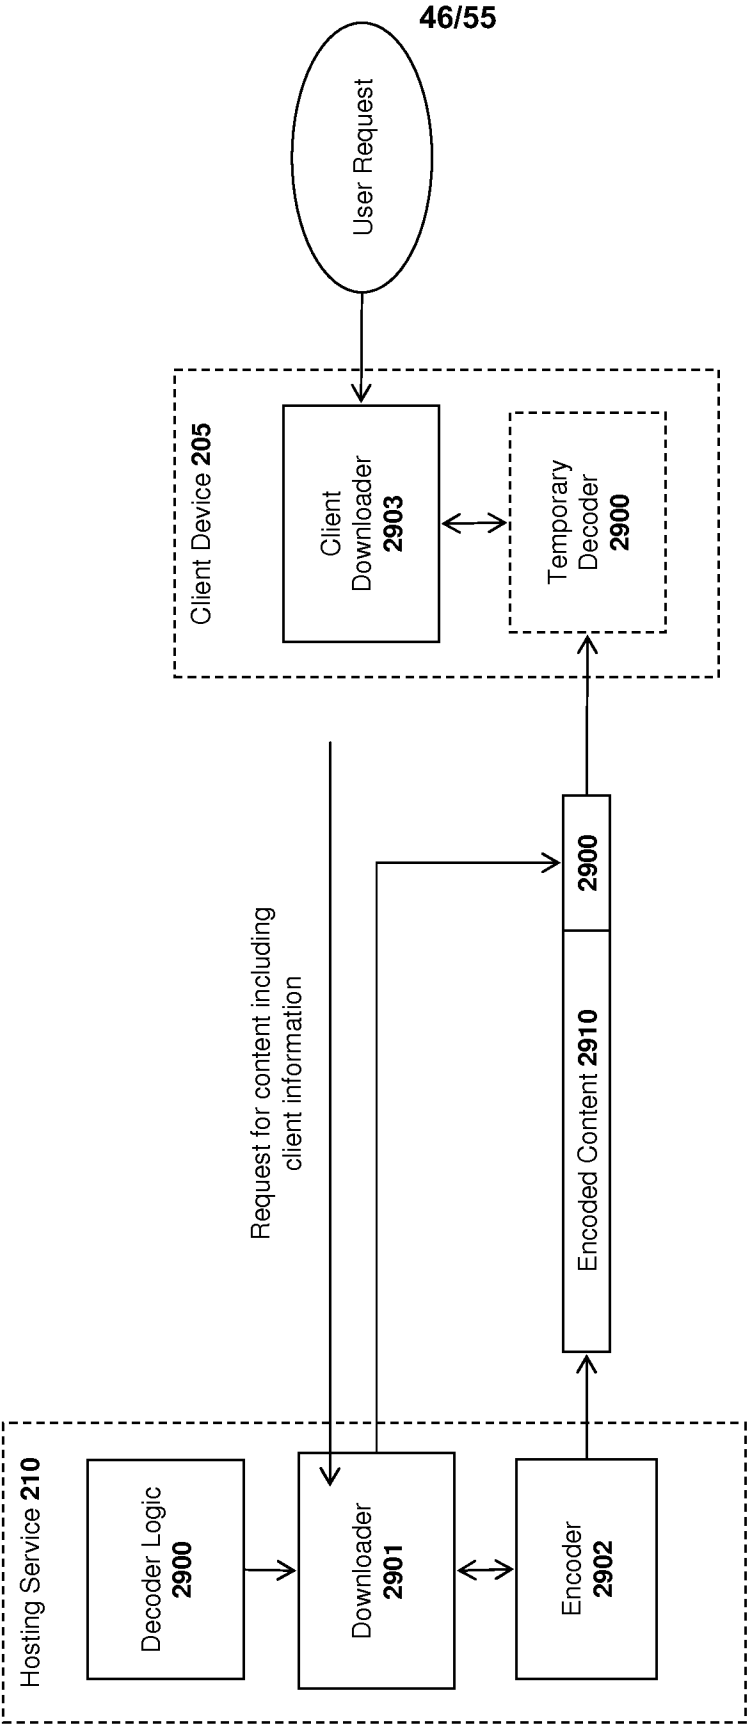 46/55
Hosting Service 210
Decoder Logic
2900
Downloader
2901
Encoder
2902
Request for content including
client information
Encoded Content 2910
2900
Client Device 205
Client
Downloader
2903
Temporary
Decoder
2900
User Request